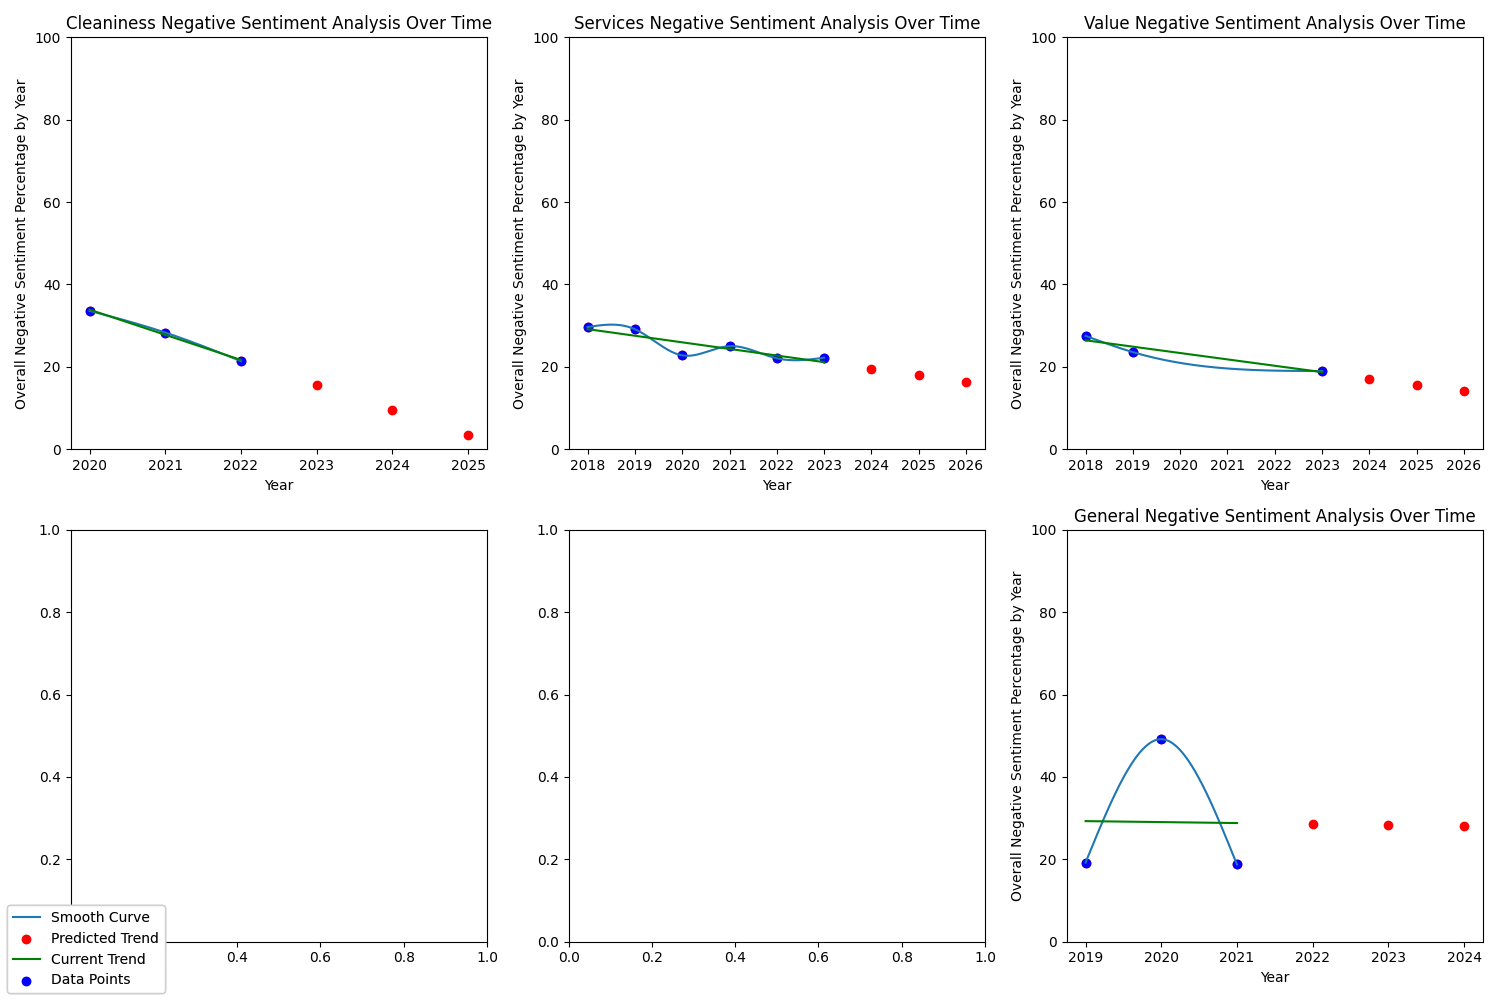 Cleaniness Negative Sentiment Analysis Over Time
Overall Negative Sentiment Percentage by Year
100
80
60
40
20
0
2020 2021 2022 2023 2024 2025
Year
Services Negative Sentiment Analysis Over Time
Overall Negative Sentiment Percentage by Year
100
80
60
40
20
0
2018 2019 2020 2021 2022 2023 2024 2025 2026
Year
Value Negative Sentiment Analysis Over Time
Overall Negative Sentiment Percentage by Year
100
80
60
40
20
0
2018 2019 2020 2021 2022 2023 2024 2025 2026
Year
1.0
0.8
0.6
0.4
0.2
0.4 0.6 0.8 1.0
Smooth Curve
Predicted Trend
Current Trend
Data Points
1.0
0.8
0.6
0.4
0.2
0.0
0.0 0.2 0.4 0.6 0.8 1.0
General Negative Sentiment Analysis Over Time
Overall Negative Sentiment Percentage by Year
100
80
60
40
20
0
2019 2020 2021 2022 2023 2024
Year